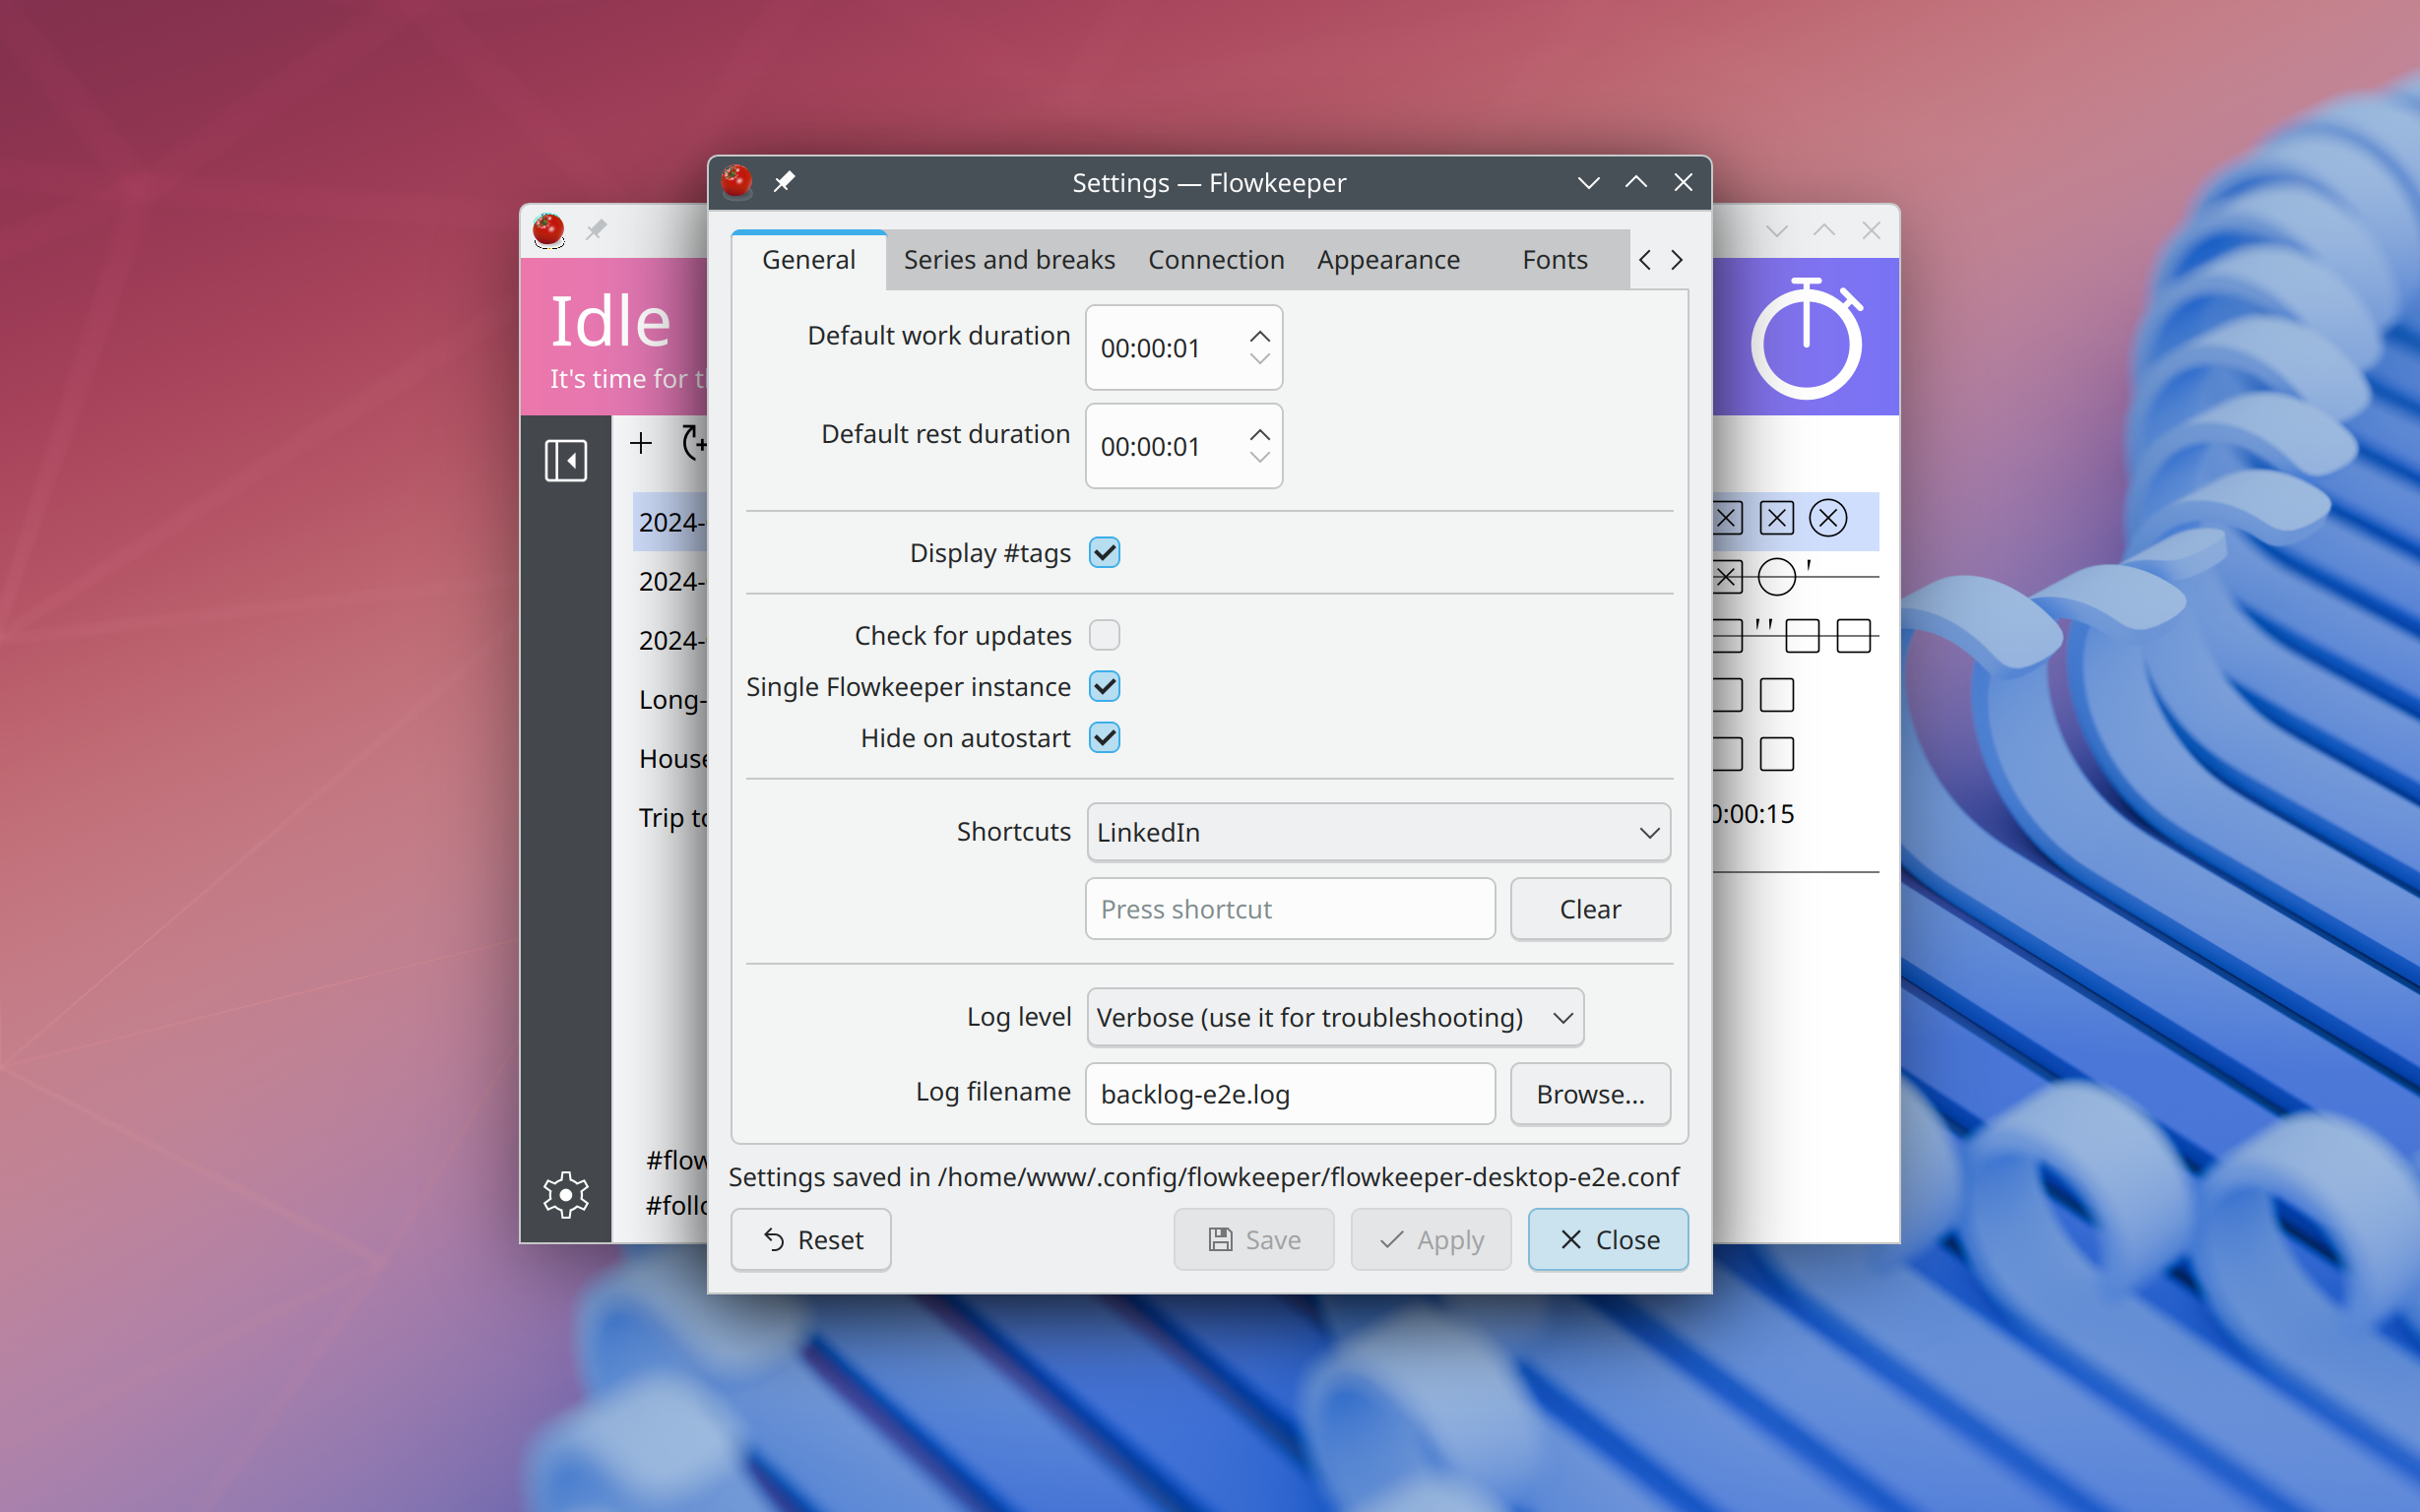 Settings — Flowkeeper
Idle
It's time for t
General Series and breaks Connection Appearance Fonts
Default work duration 00:00:01
Default rest duration 00:00:01
Display #tags
Check for updates
Single Flowkeeper instance
Hide on autostart
Shortcuts LinkedIn
Press shortcut Clear
Log level Verbose (use it for troubleshooting)
Log filename backlog-e2e.log Browse...
Settings saved in /home/www/.config/flowkeeper/flowkeeper-desktop-e2e.conf
Reset Save Apply Close
2024-
2024-
2024-
Long-
House
Trip to
#flow
#follo
0:00:15